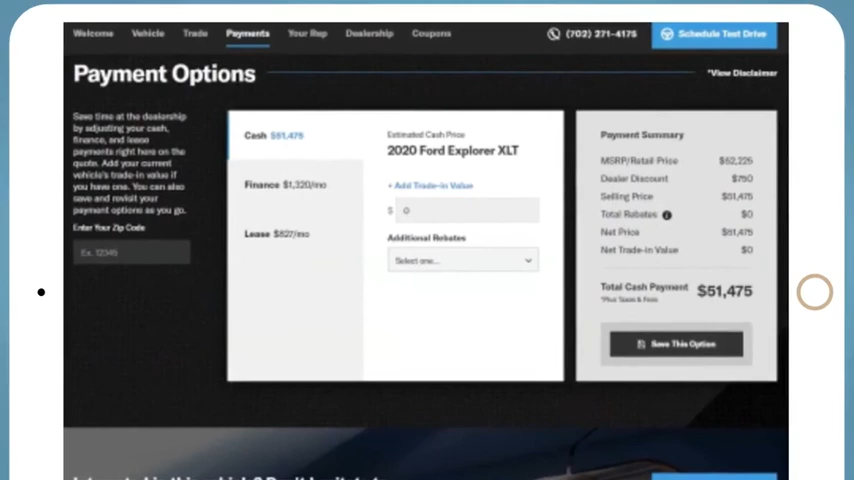 Welcome Vehicle Trade Payments Your Rep Dealership Coupons (702) 271-4175 Schedule Test Drive
Payment Options
*View Disclaimer
Save time at the dealership
by adjusting your cash,
finance, and lease
payments right here on the
quote. Add your current
vehicle's trade-in value if
you have one. You can also
save and revisit your
payment options as you go.
Enter Your Zip Code
Ex. 12345
Cash $51,475
Finance $1,320/mo
Lease $827/mo
Estimated Cash Price
2020 Ford Explorer XLT
+ Add Trade-in Value
$ 0
Additional Rebates
Select one...
Payment Summary
MSRP/Retail Price $52,225
Dealer Discount $750
Selling Price $51,475
Total Rebates $0
Net Price $51,475
Net Trade-in Value $0
Total Cash Payment $51,475
*Plus Taxes & Fees
Save This Option